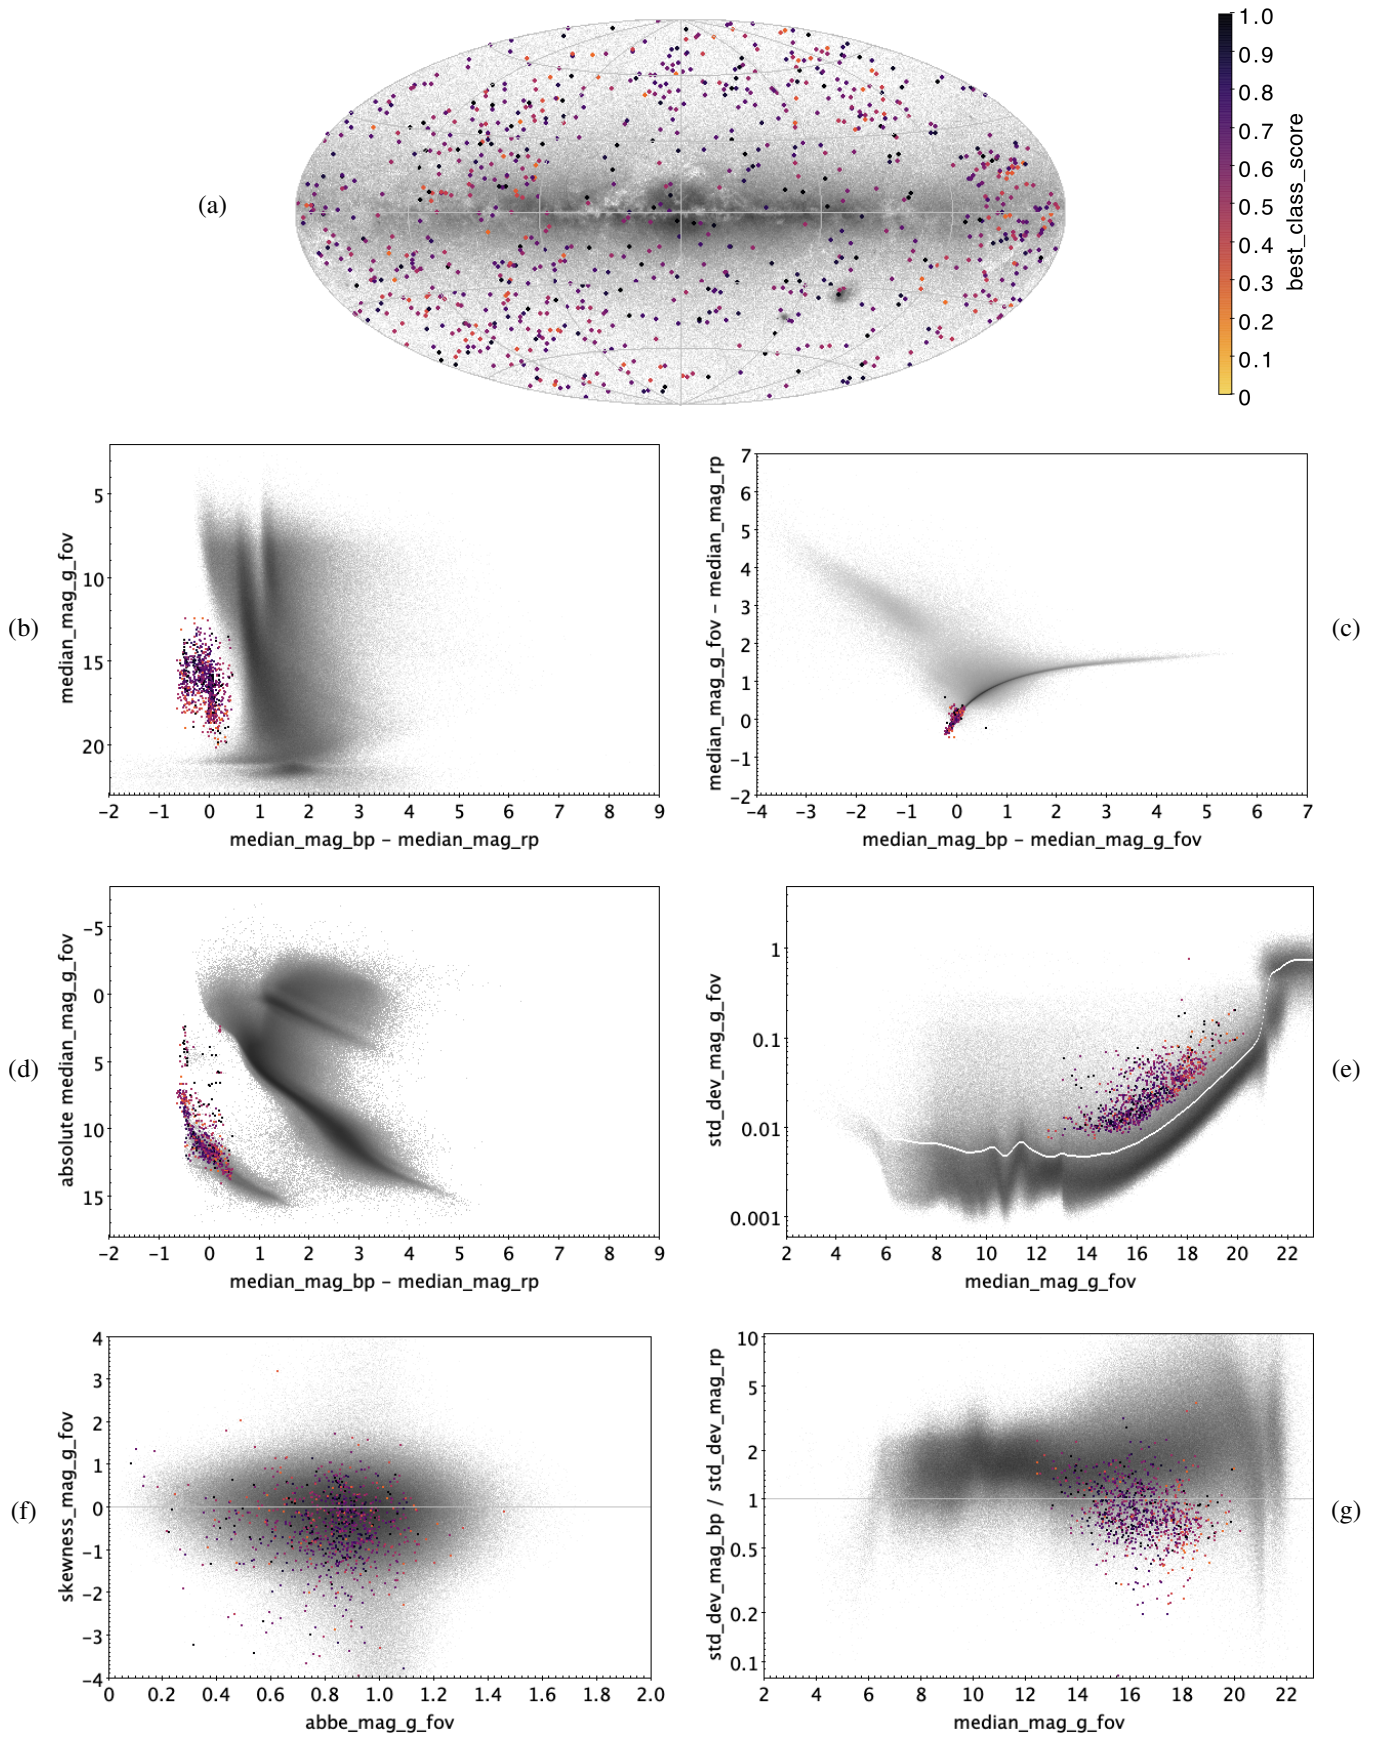 (a)
1.0
0.9
0.8
0.7
0.6
0.5
0.4
0.3
0.2
0.1
0
best_class_score
(b)
median_mag_g_fov
5
10
15
20
−2 −1 0 1 2 3 4 5 6 7 8 9
median_mag_bp − median_mag_rp
(c)
median_mag_g_fov − median_mag_rp
7
6
5
4
3
2
1
0
−1
−2
−4 −3 −2 −1 0 1 2 3 4 5 6 7
median_mag_bp − median_mag_g_fov
(d)
absolute median_mag_g_fov
−5
0
5
10
15
−2 −1 0 1 2 3 4 5 6 7 8 9
median_mag_bp − median_mag_rp
(e)
std_dev_mag_g_fov
1
0.1
0.01
0.001
2 4 6 8 10 12 14 16 18 20 22
median_mag_g_fov
(f)
skewness_mag_g_fov
4
3
2
1
0
−1
−2
−3
−4
0 0.2 0.4 0.6 0.8 1.0 1.2 1.4 1.6 1.8 2.0
abbe_mag_g_fov
(g)
std_dev_mag_bp / std_dev_mag_rp
10
5
2
1
0.5
0.2
0.1
2 4 6 8 10 12 14 16 18 20 22
median_mag_g_fov